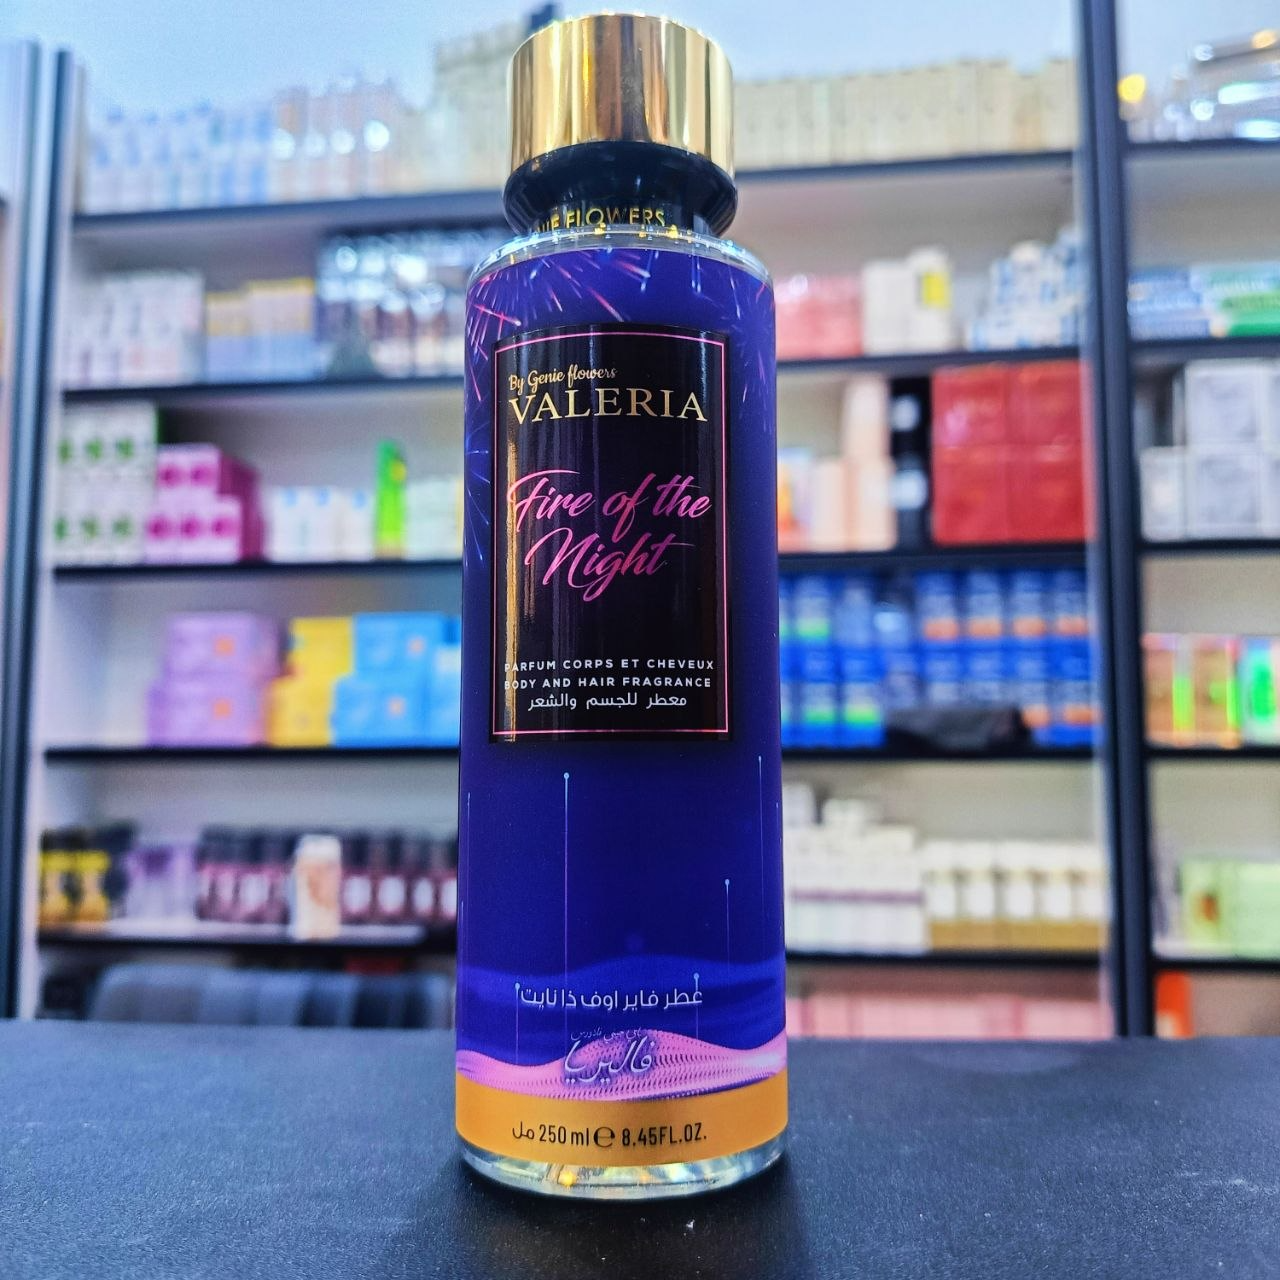 FLOWERS
By Genie flowers
VALERIA
Fire of the
Night
PARFUM CORPS ET CHEVEUX
BODY AND HAIR FRAGRANCE
معطر للجسم والشعر
عطر فاير اوف ذا نايت
فاليريا
250 ml ℮ 8.45FL.OZ. مل